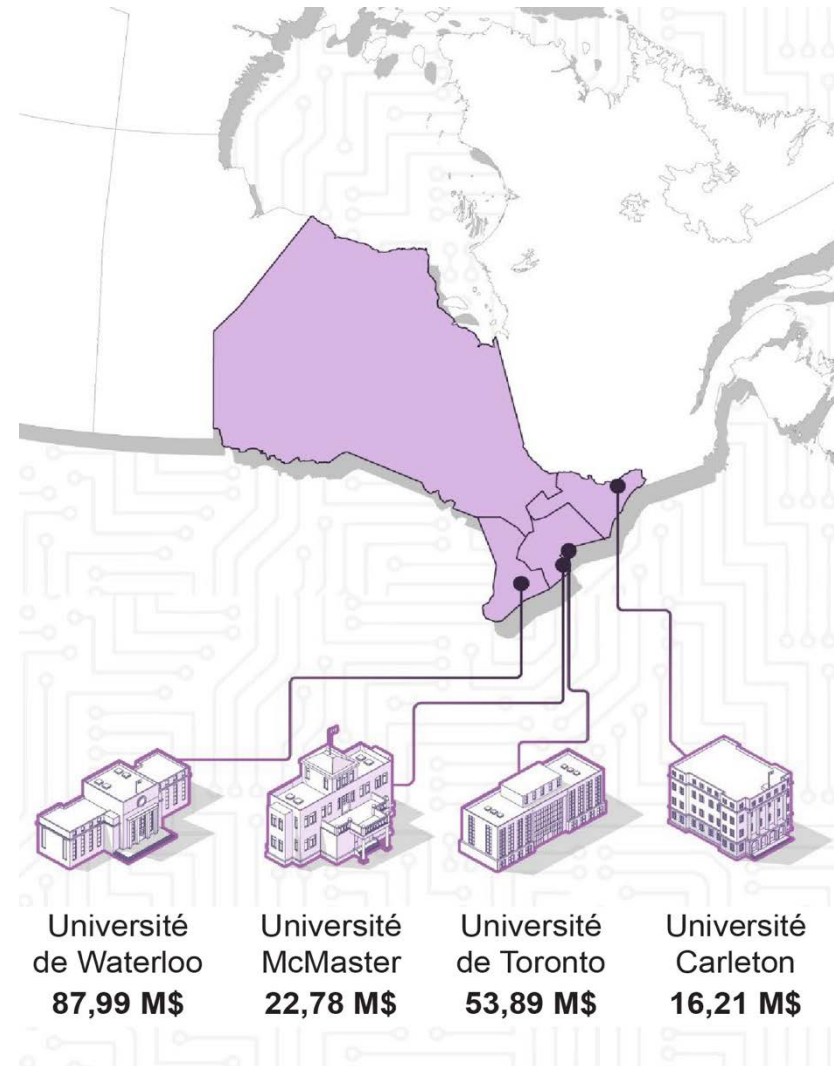 Université
de Waterloo
87,99 M$
Université
McMaster
22,78 M$
Université
de Toronto
53,89 M$
Université
Carleton
16,21 M$